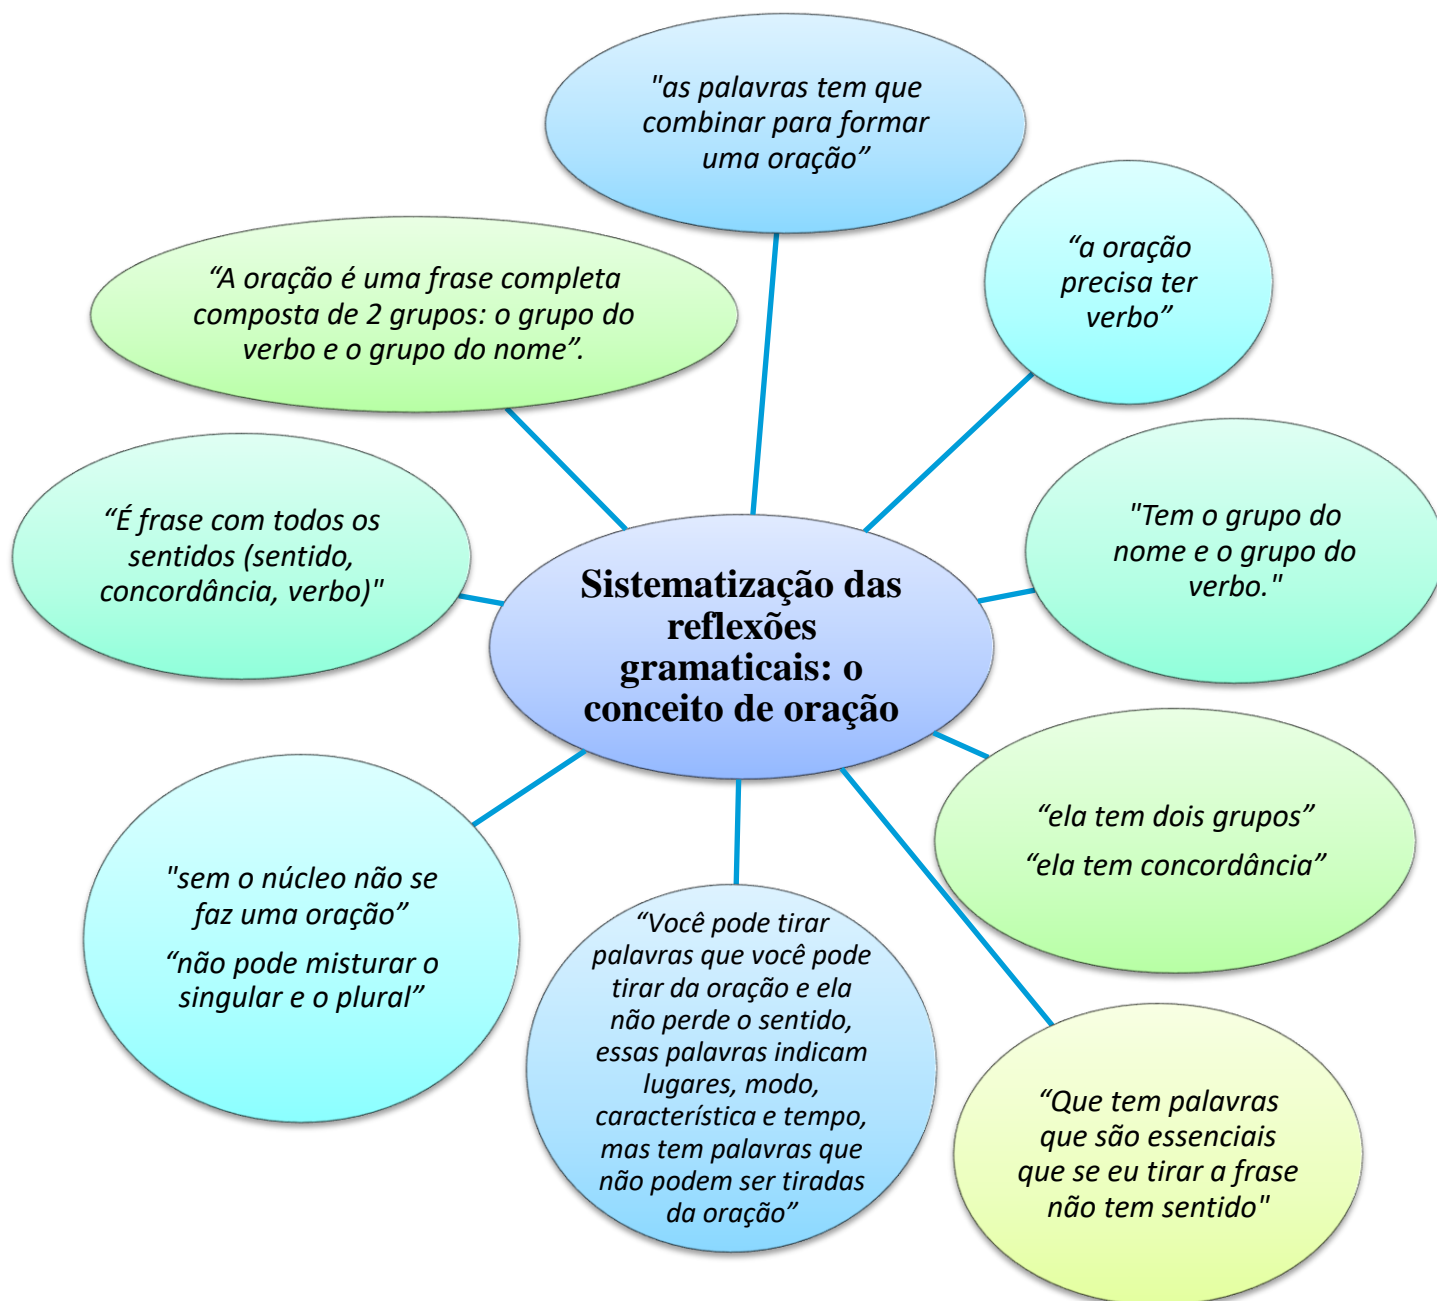 "as palavras tem que
combinar para formar
uma oração”
“a oração
precisa ter
verbo”
“A oração é uma frase completa
composta de 2 grupos: o grupo do
verbo e o grupo do nome”.
“É frase com todos os
sentidos (sentido,
concordância, verbo)"
"Tem o grupo do
nome e o grupo do
verbo."
Sistematização das
reflexões
gramaticais: o
conceito de oração
“ela tem dois grupos”
“ela tem concordância”
"sem o núcleo não se
faz uma oração”
“não pode misturar o
singular e o plural”
“Você pode tirar
palavras que você pode
tirar da oração e ela
não perde o sentido,
essas palavras indicam
lugares, modo,
característica e tempo,
mas tem palavras que
não podem ser tiradas
da oração”
“Que tem palavras
que são essenciais
que se eu tirar a frase
não tem sentido"